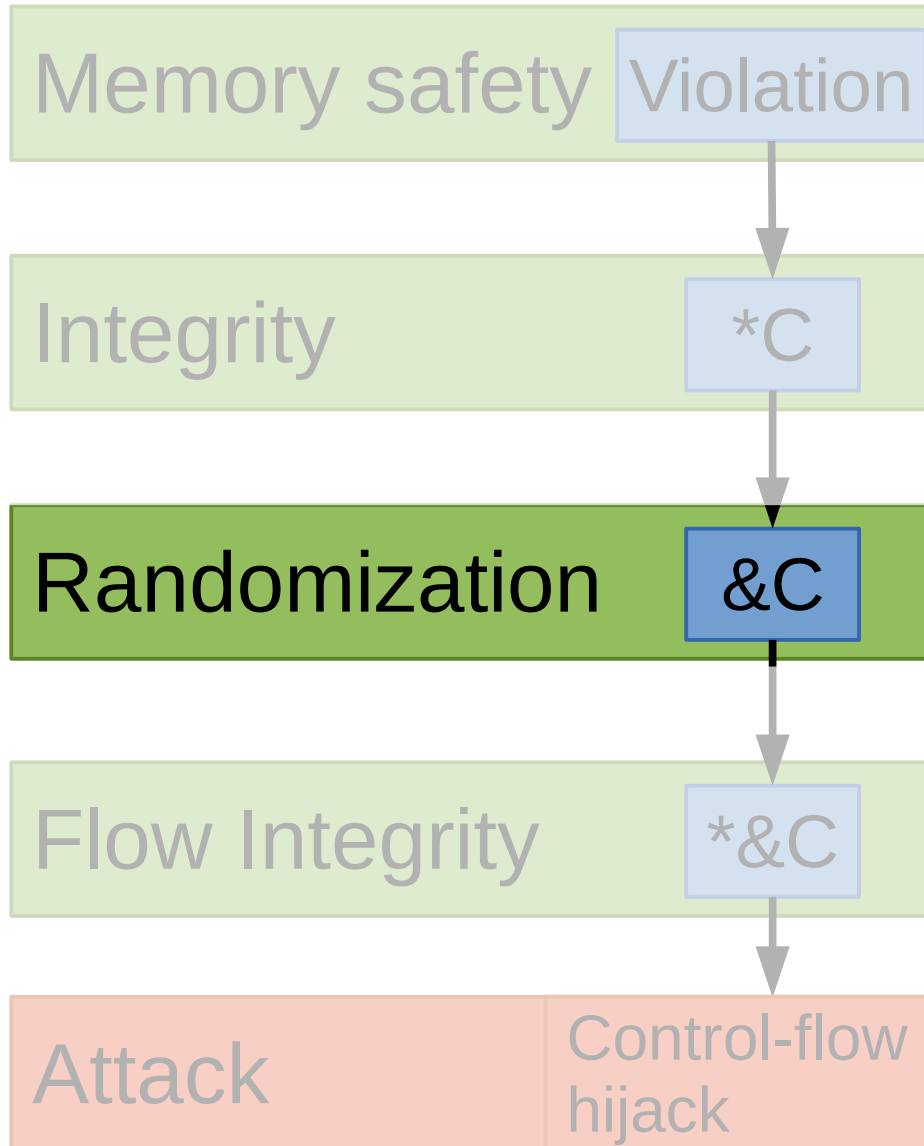 Memory safety Violation
Integrity *C
Randomization &C
Flow Integrity *&C
Attack Control-flow
hijack